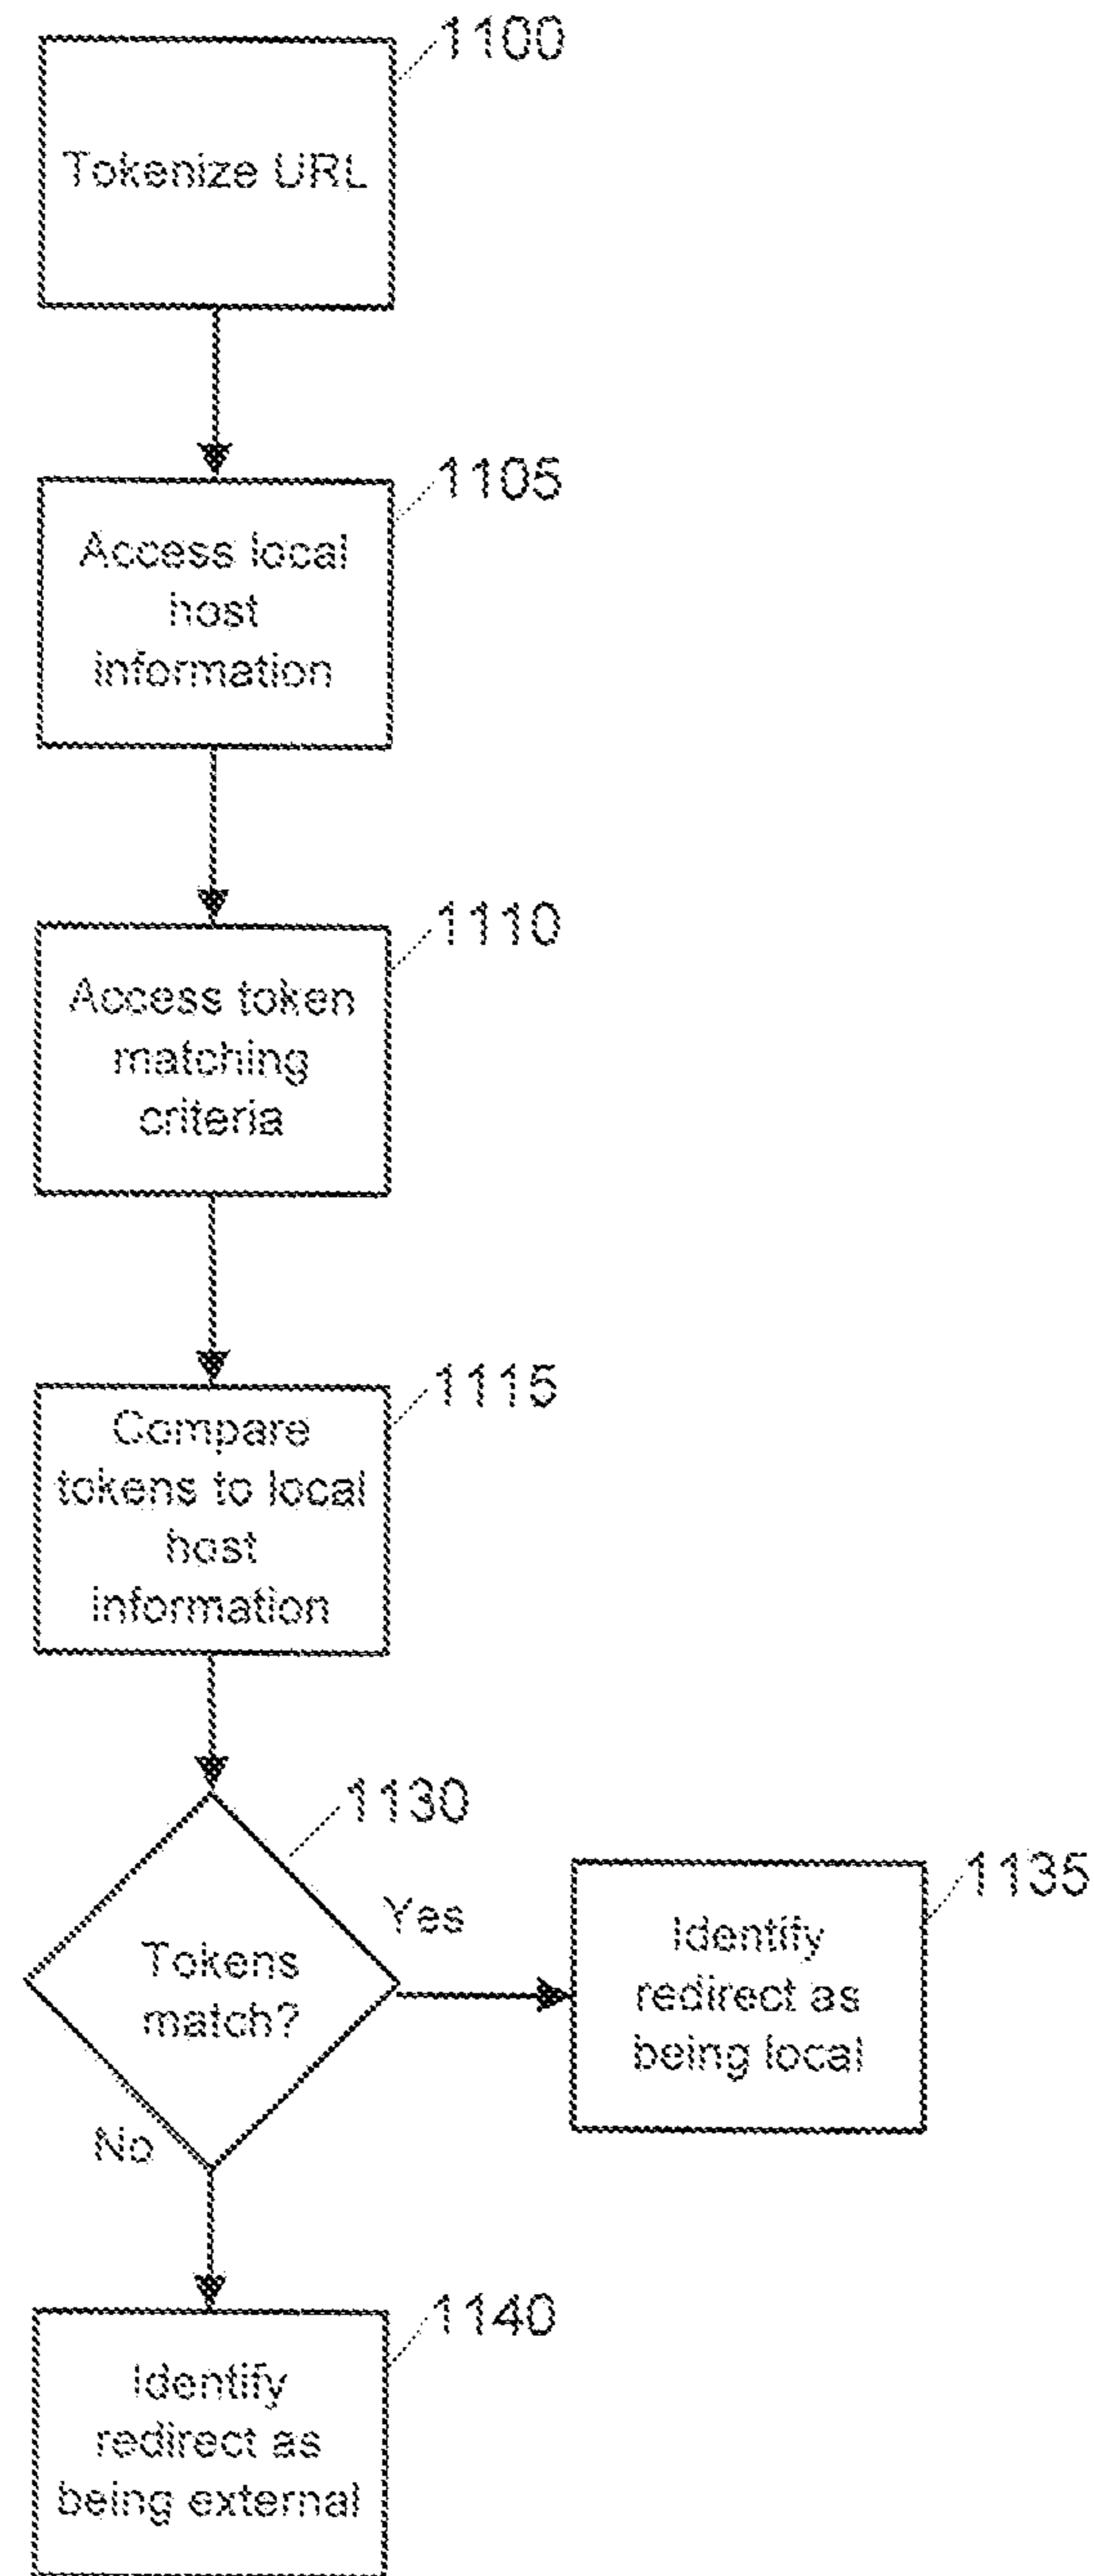 1100
Tokenize URL
1105
Access local
host
information
1110
Access token
matching
criteria
1115
Compare
tokens to local
host
information
1130
Yes
Tokens
match?
No
1135
Identify
redirect as
being local
1140
Identify
redirect as
being external